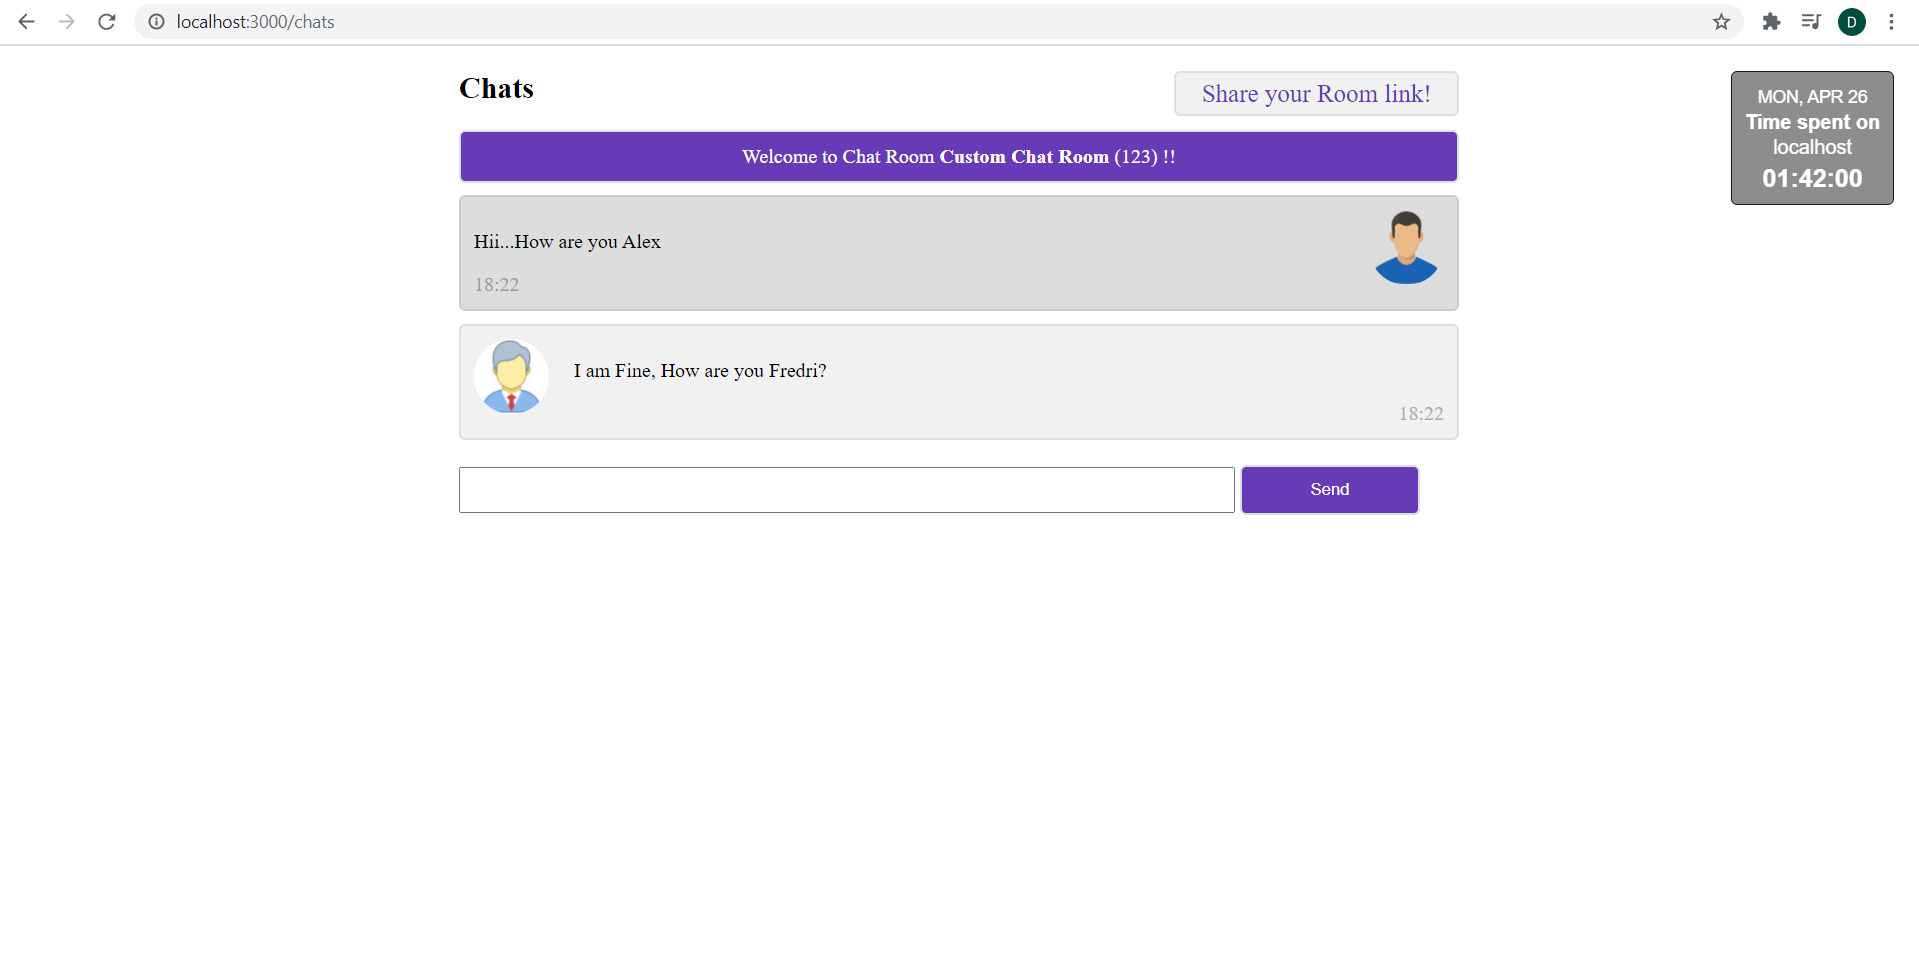 localhost:3000/chats
D
Chats
Share your Room link!
Welcome to Chat Room Custom Chat Room (123) !!
Hii...How are you Alex
18:22
I am Fine, How are you Fredri?
18:22
Send
MON, APR 26
Time spent on
localhost
01:42:00